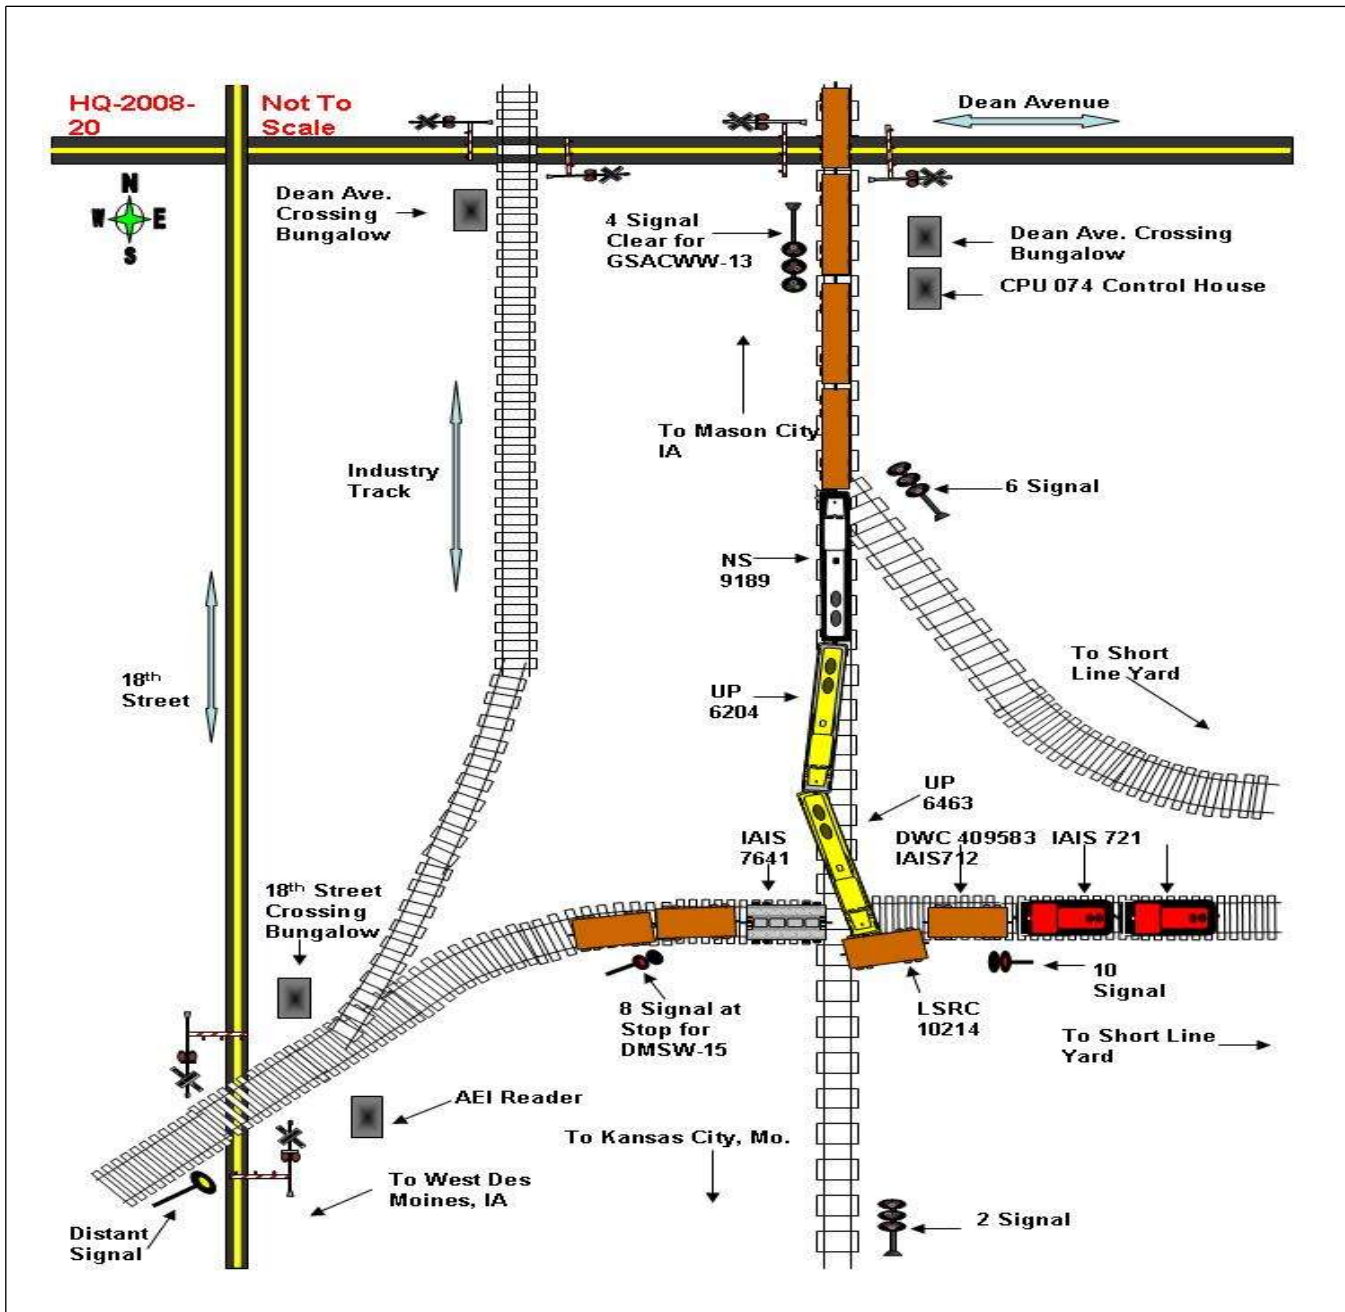 HQ-2008-
20
Not To
Scale
Dean Avenue
N
W E
S
Dean Ave.
Crossing
Bungalow
4 Signal
Clear for
GSACWW-13
Dean Ave. Crossing
Bungalow
CPU 074 Control House
To Mason City
IA
Industry
Track
6 Signal
NS
9189
18th
Street
UP
6204
To Short
Line Yard
UP
6463
IAIS
7641
DWC 409583 IAIS 721
IAIS712
18th Street
Crossing
Bungalow
8 Signal at
Stop for
DMSW-15
LSRC
10214
10
Signal
To Short Line
Yard
AEI Reader
To Kansas City, Mo.
To West Des
Moines, IA
Distant
Signal
2 Signal